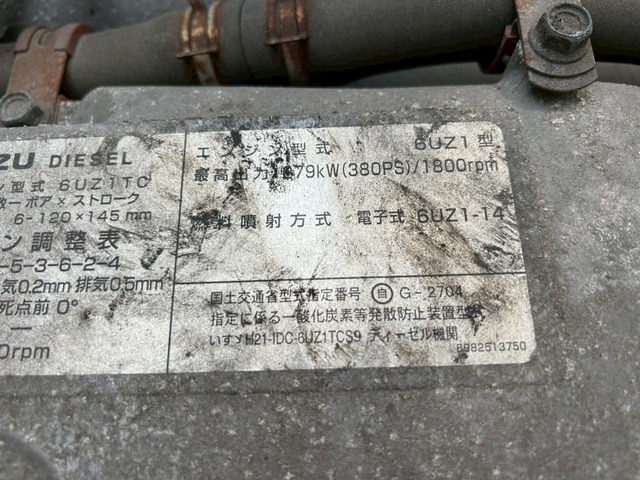 ZU DIESEL
ン型式 6UZ1TC
数ー ボア×ストローク
6-120×145mm
ン調整表
-5-3-6-2-4
気0.2mm 排気0.5mm
死点前 0°
0rpm
エンジン型式 6UZ1型
最高出力 279kW(380PS)/1800rpm
燃料噴射方式 電子式 6UZ1-14
国土交通省型式指定番号 自 G-2704
指定に係る一酸化炭素等発散防止装置型式
いすゞH21-IDC-6UZ1TCS9 ディーゼル機関
8982513750